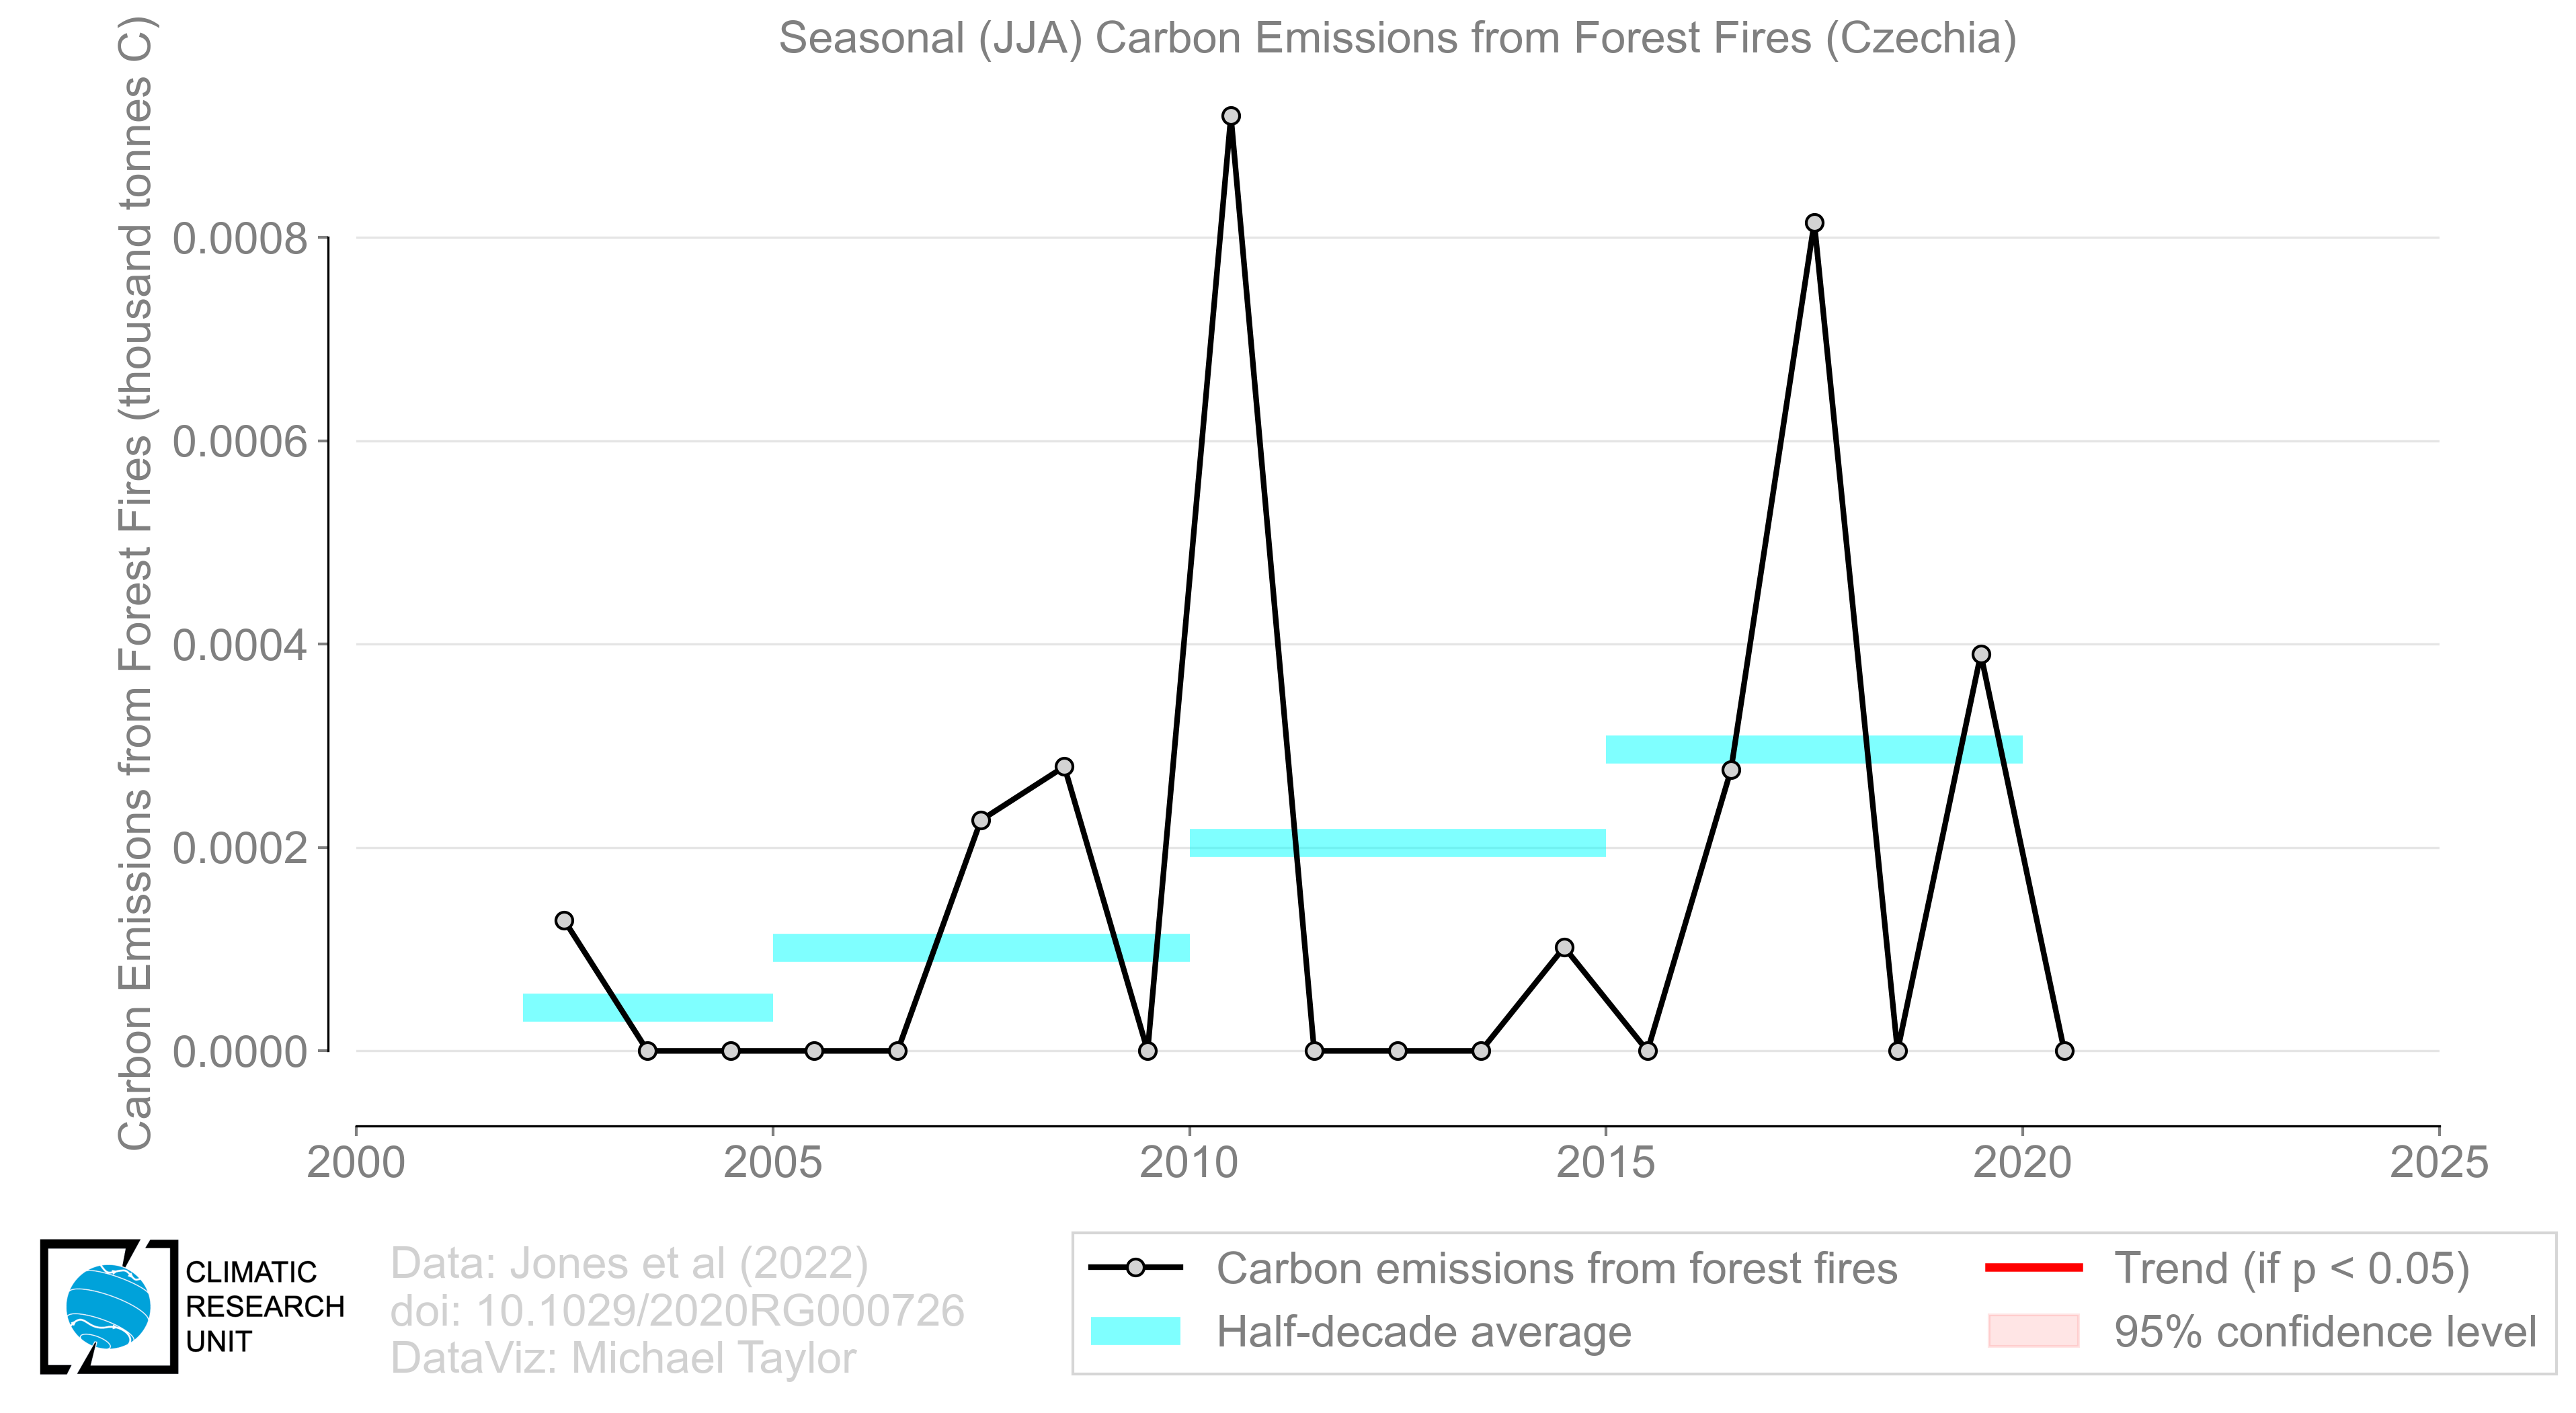 Seasonal (JJA) Carbon Emissions from Forest Fires (Czechia)
Carbon Emissions from Forest Fires (thousand tonnes C)
0.0008
0.0006
0.0004
0.0002
0.0000
2000 2005 2010 2015 2020 2025
CLIMATIC
RESEARCH
UNIT
Data: Jones et al (2022)
doi: 10.1029/2020RG000726
DataViz: Michael Taylor
Carbon emissions from forest fires
Half-decade average
Trend (if p < 0.05)
95% confidence level